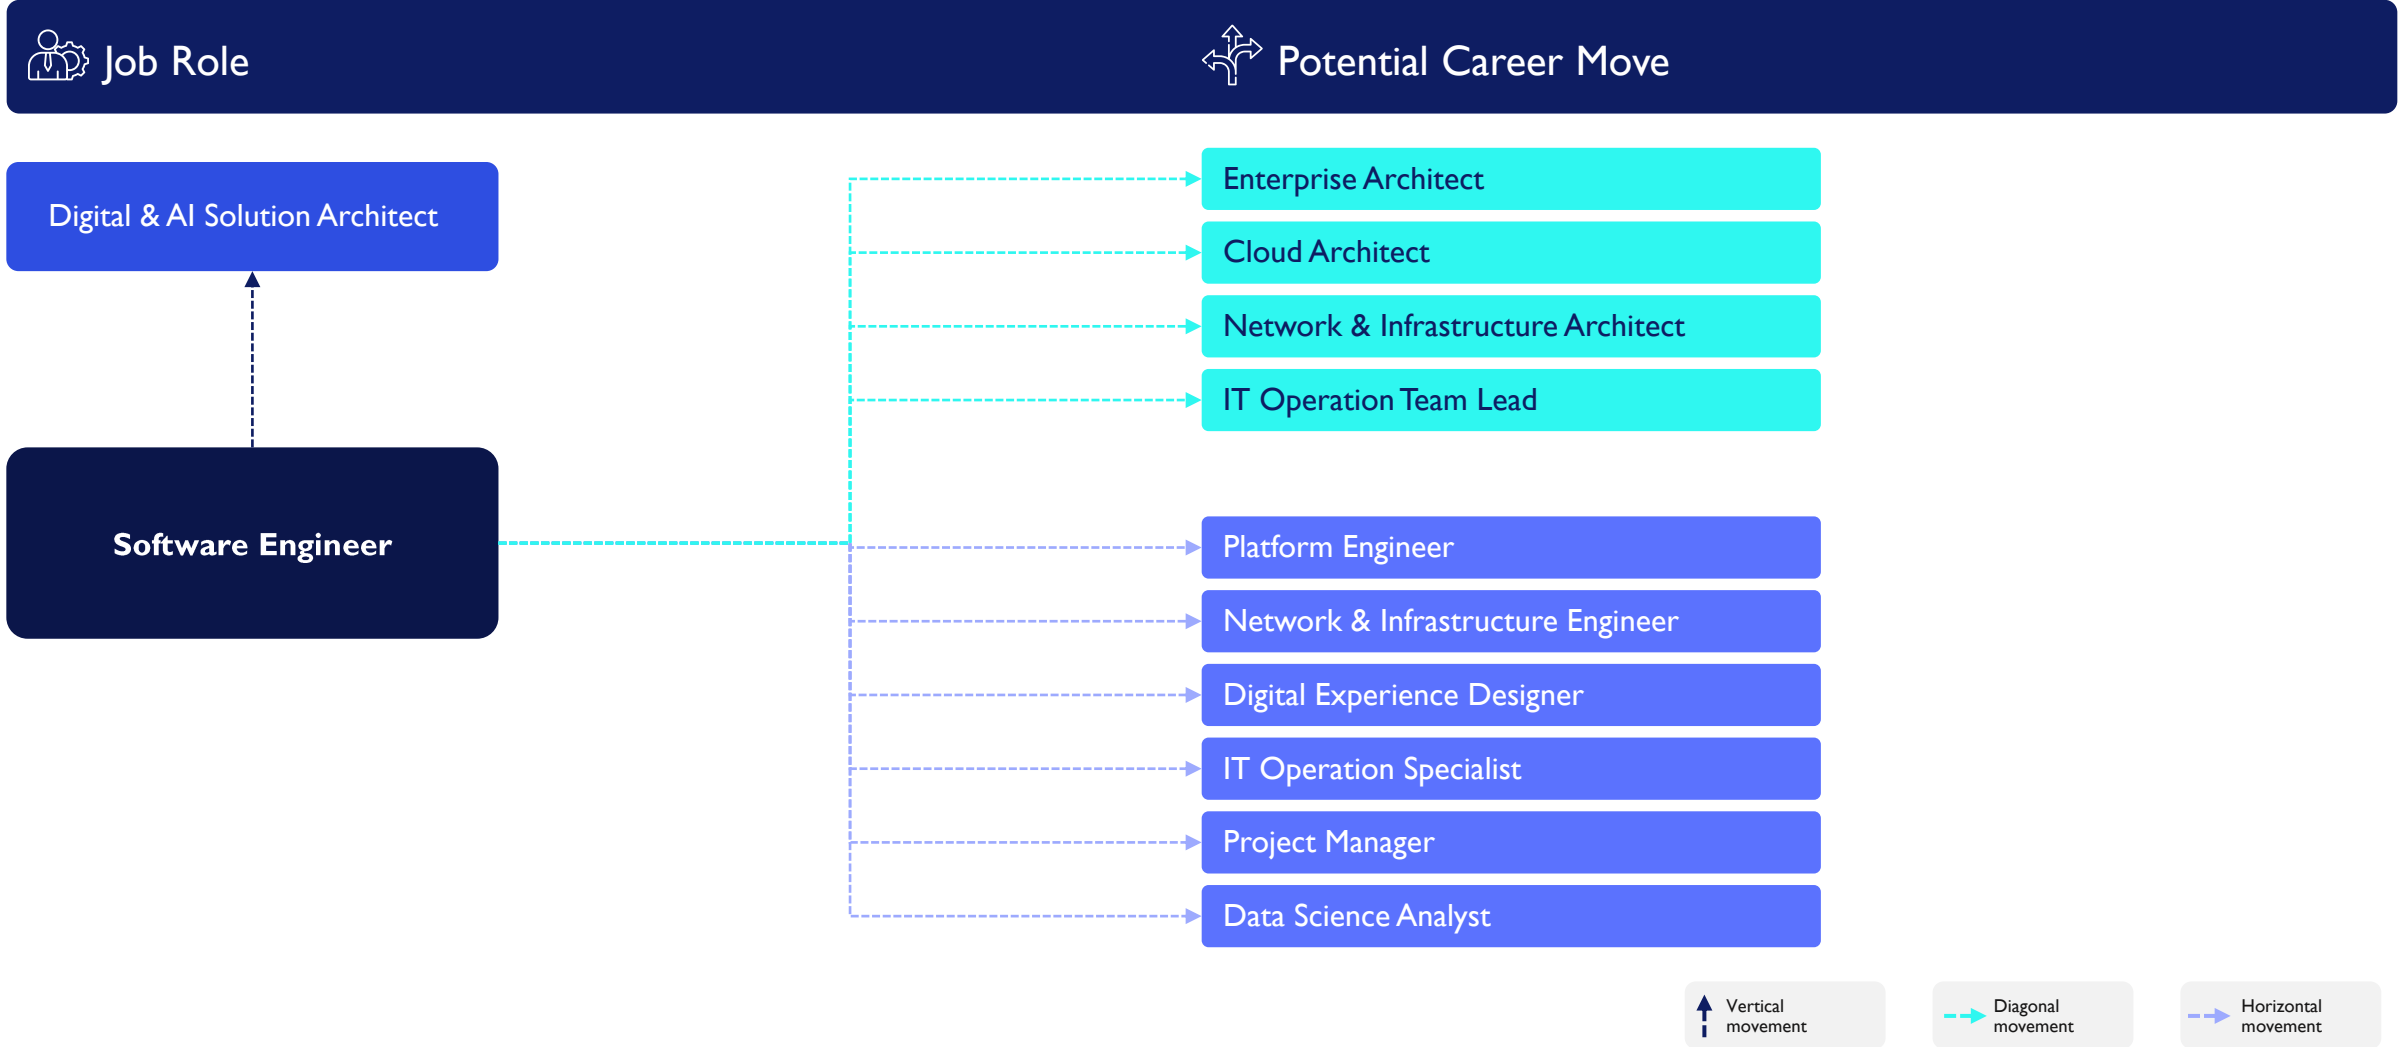 Job Role
Potential Career Move
Digital & AI Solution Architect
Software Engineer
Enterprise Architect
Cloud Architect
Network & Infrastructure Architect
IT Operation Team Lead
Platform Engineer
Network & Infrastructure Engineer
Digital Experience Designer
IT Operation Specialist
Project Manager
Data Science Analyst
Vertical
movement
Diagonal
movement
Horizontal
movement